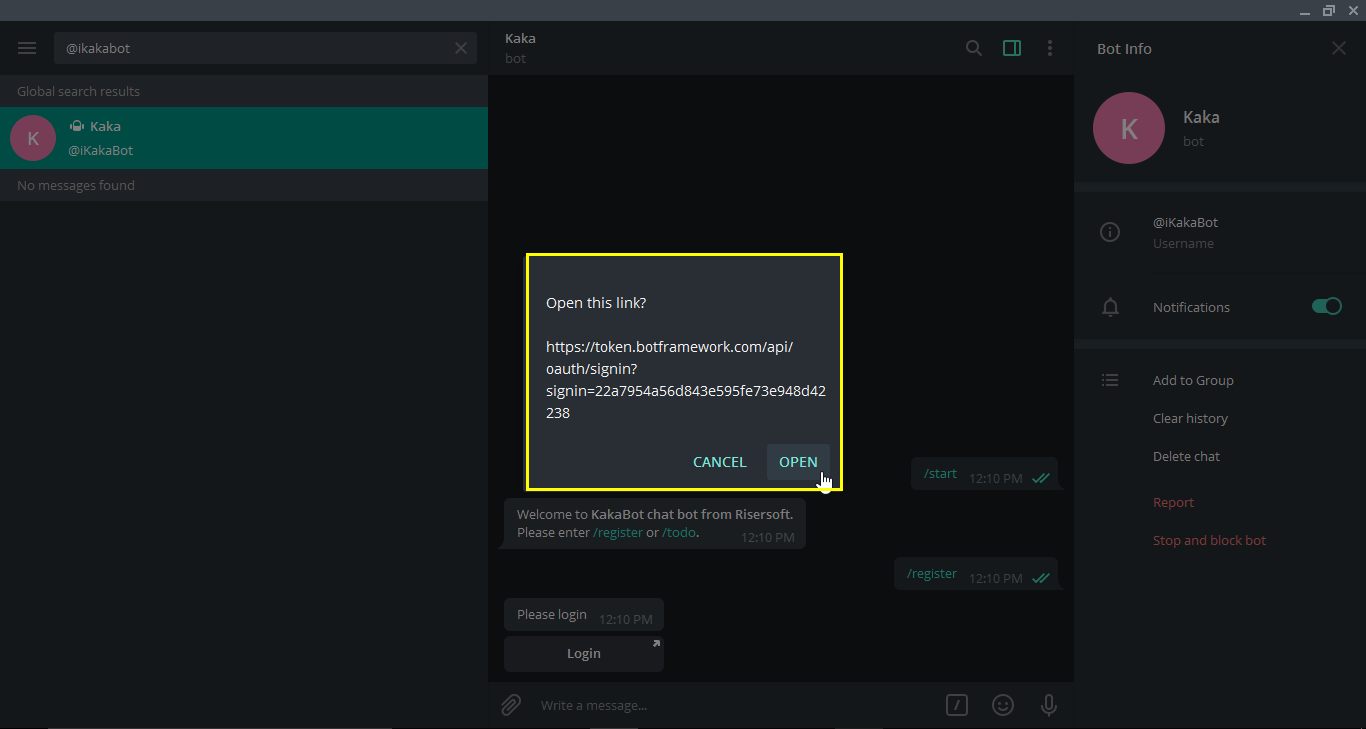 @ikakabot
Global search results
K
Kaka
@iKakaBot
No messages found
Kaka
bot
Open this link?
https://token.botframework.com/api/
oauth/signin?
signin=22a7954a56d843e595fe73e948d42
238
CANCEL OPEN
/start 12:10 PM
Welcome to KakaBot chat bot from Risersoft.
Please enter /register or /todo. 12:10 PM
/register 12:10 PM
Please login 12:10 PM
Login
Write a message...
Bot Info
K
Kaka
bot
@iKakaBot
Username
Notifications
Add to Group
Clear history
Delete chat
Report
Stop and block bot